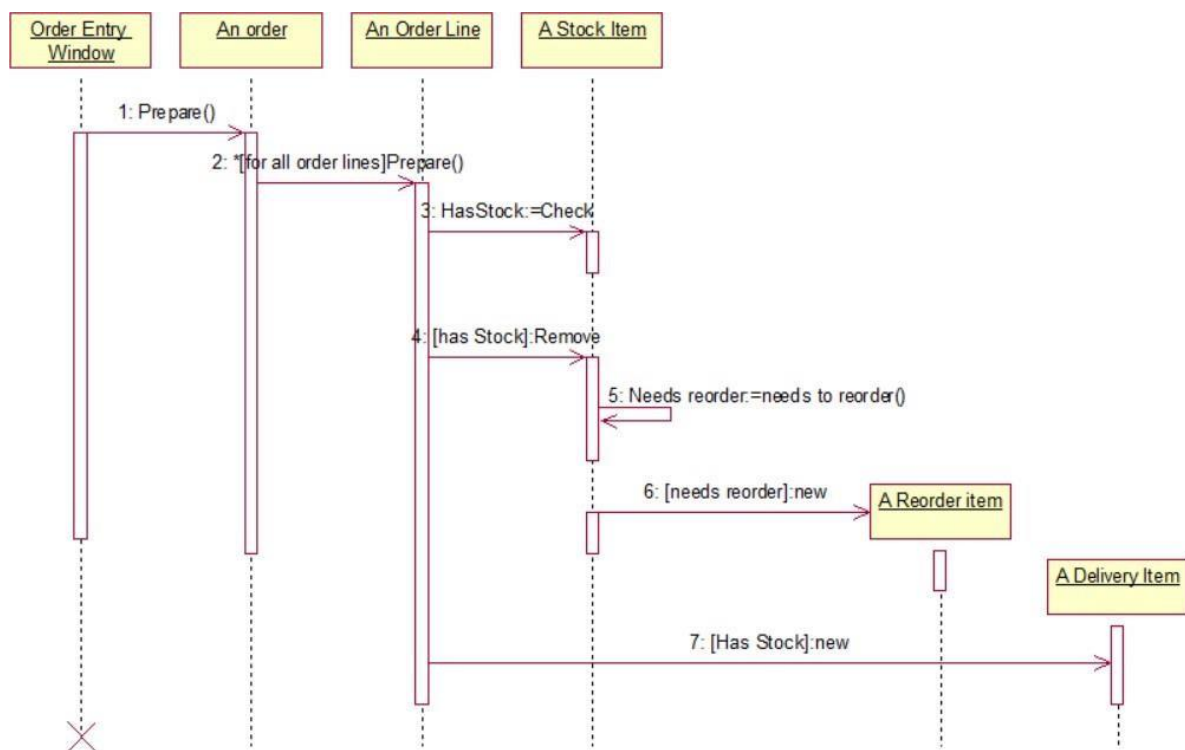 Order Entry
Window
An order
An Order Line
A Stock Item
1: Prepare()
2: *[for all order lines]Prepare()
3: HasStock:=Check
4: [has Stock]:Remove
5: Needs reorder:=needs to reorder()
6: [needs reorder]:new
A Reorder item
A Delivery Item
7: [Has Stock]:new